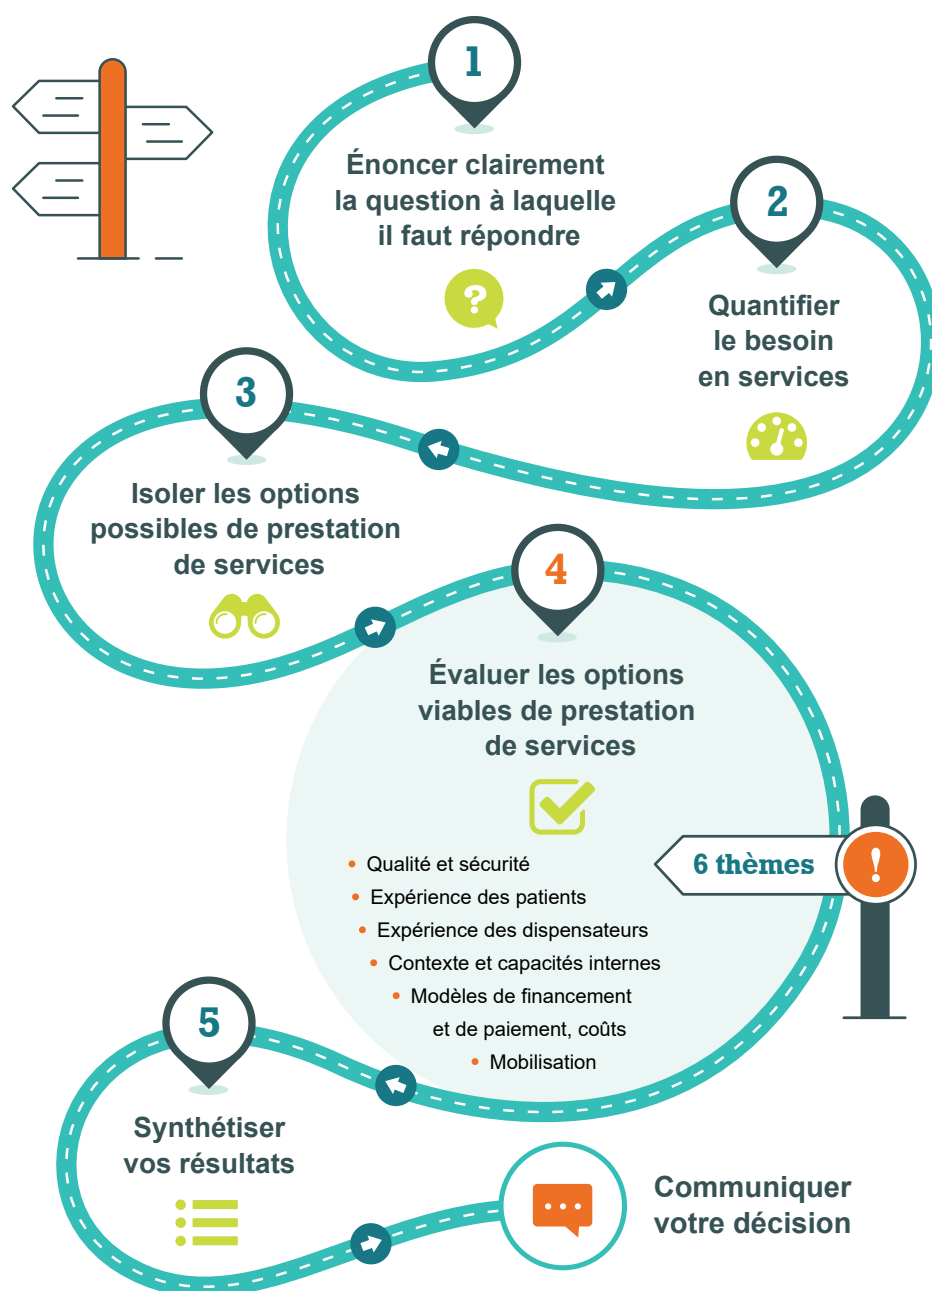 1
Énoncer clairement
la question à laquelle
il faut répondre
?
2
Quantifier
le besoin
en services
3
Isoler les options
possibles de prestation
de services
4
Évaluer les options
viables de prestation
de services
6 thèmes
!
• Qualité et sécurité
• Expérience des patients
• Expérience des dispensateurs
• Contexte et capacités internes
• Modèles de financement
et de paiement, coûts
• Mobilisation
5
Synthétiser
vos résultats
Communiquer
votre décision